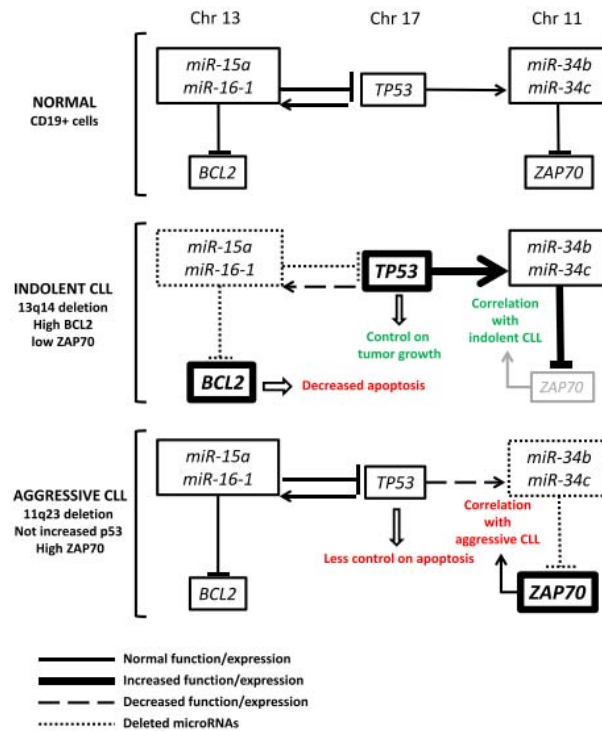 Chr 13 Chr 17 Chr 11
NORMAL
CD19+ cells
miR-15a
miR-16-1
TP53
miR-34b
miR-34c
BCL2
ZAP70
INDOLENT CLL
13q14 deletion
High BCL2
low ZAP70
miR-15a
miR-16-1
TP53
miR-34b
miR-34c
Control on
tumor growth
Correlation
with
indolent CLL
BCL2
Decreased apoptosis
ZAP70
AGGRESSIVE CLL
11q23 deletion
Not increased p53
High ZAP70
miR-15a
miR-16-1
TP53
miR-34b
miR-34c
Less control on apoptosis
Correlation
with
aggressive CLL
BCL2
ZAP70
Normal function/expression
Increased function/expression
Decreased function/expression
Deleted microRNAs